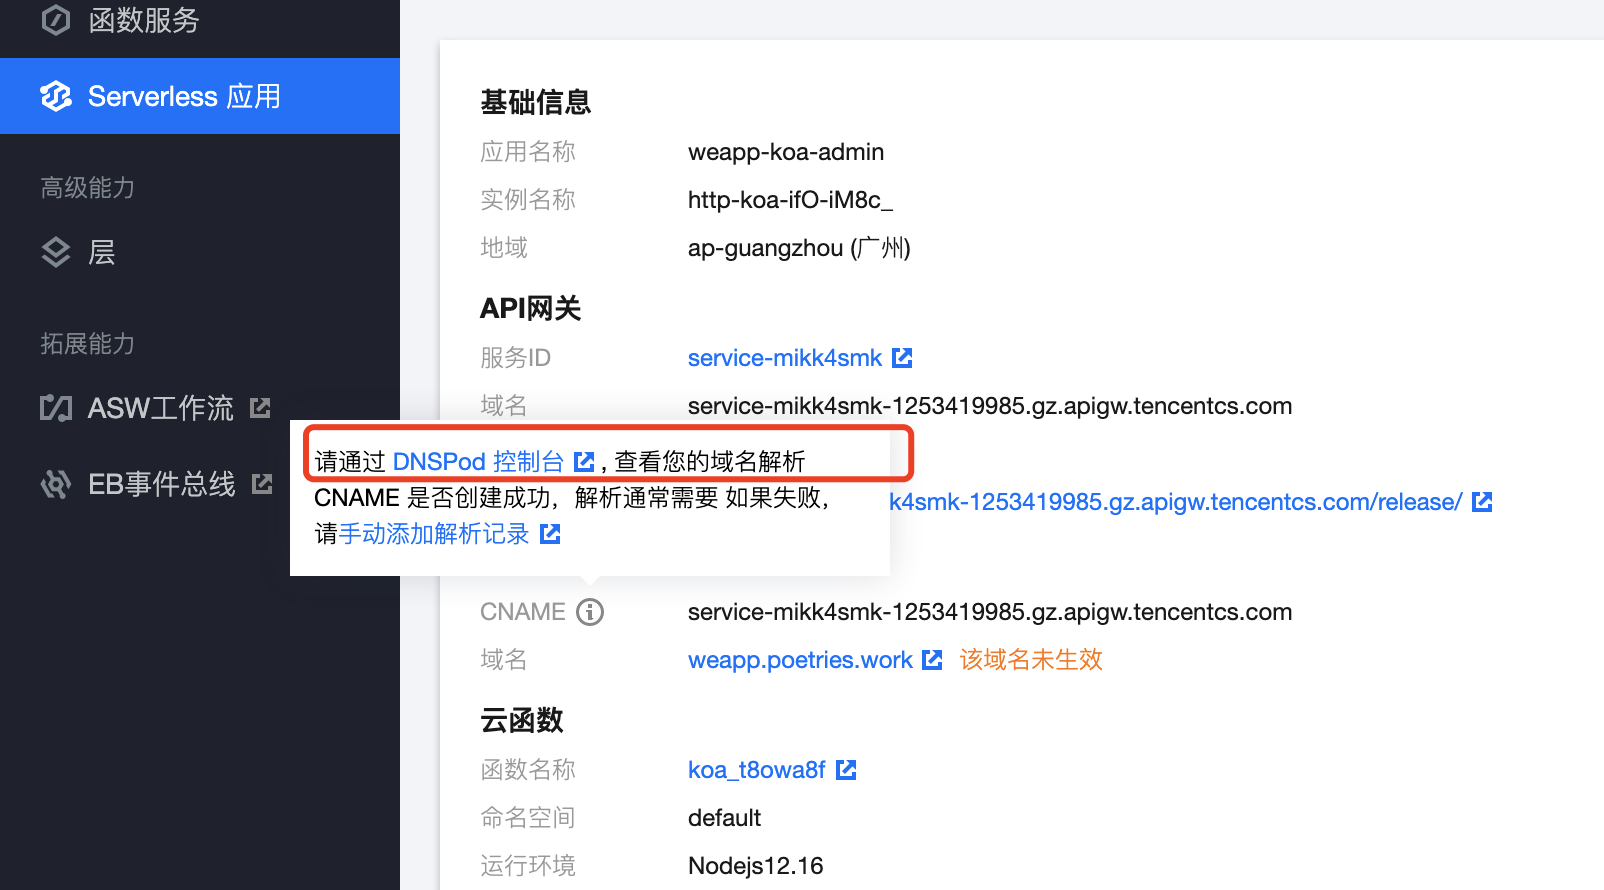 函数服务
Serverless 应用
高级能力
层
拓展能力
ASW工作流
EB事件总线
基础信息
应用名称 weapp-koa-admin
实例名称 http-koa-ifO-iM8c_
地域 ap-guangzhou (广州)
API网关
服务ID service-mikk4smk
域名 service-mikk4smk-1253419985.gz.apigw.tencentcs.com
请通过 DNSPod 控制台 , 查看您的域名解析
CNAME 是否创建成功，解析通常需要 如果失败，
请手动添加解析记录
k4smk-1253419985.gz.apigw.tencentcs.com/release/
CNAME service-mikk4smk-1253419985.gz.apigw.tencentcs.com
域名 weapp.poetries.work 该域名未生效
云函数
函数名称 koa_t8owa8f
命名空间 default
运行环境 Nodejs12.16